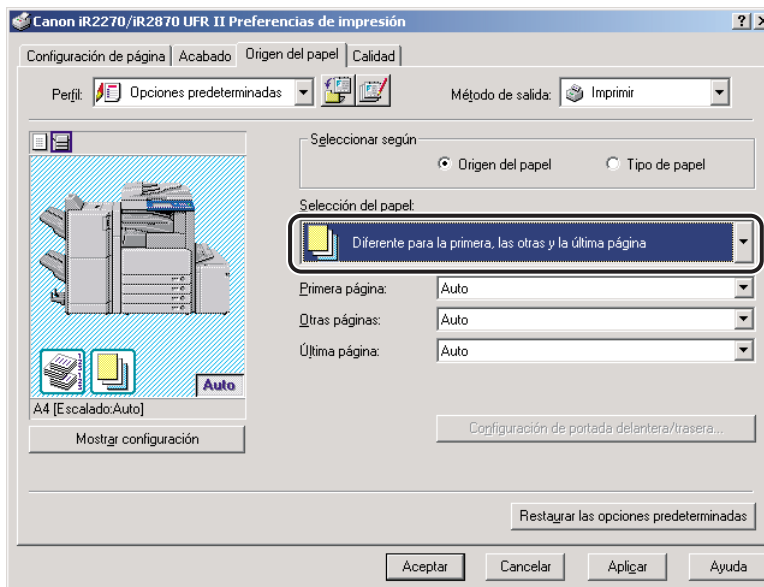 Canon iR2270/iR2870 UFR II Preferencias de impresión
Configuración de página Acabado Origen del papel Calidad
Perfil: Opciones predeterminadas Método de salida: Imprimir
Seleccionar según
Origen del papel Tipo de papel
Selección del papel:
Diferente para la primera, las otras y la última página
Primera página: Auto
Otras páginas: Auto
Última página: Auto
Auto
A4 [Escalado:Auto]
Mostrar configuración
Configuración de portada delantera/trasera...
Restaurar las opciones predeterminadas
Aceptar Cancelar Aplicar Ayuda